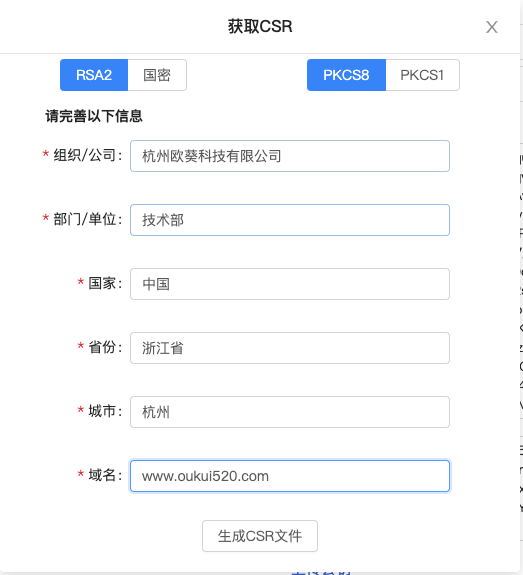 获取CSR
RSA2 国密 PKCS8 PKCS1
请完善以下信息
* 组织/公司: 杭州欧葵科技有限公司
* 部门/单位: 技术部
* 国家: 中国
* 省份: 浙江省
* 城市: 杭州
* 域名: www.oukui520.com
生成CSR文件